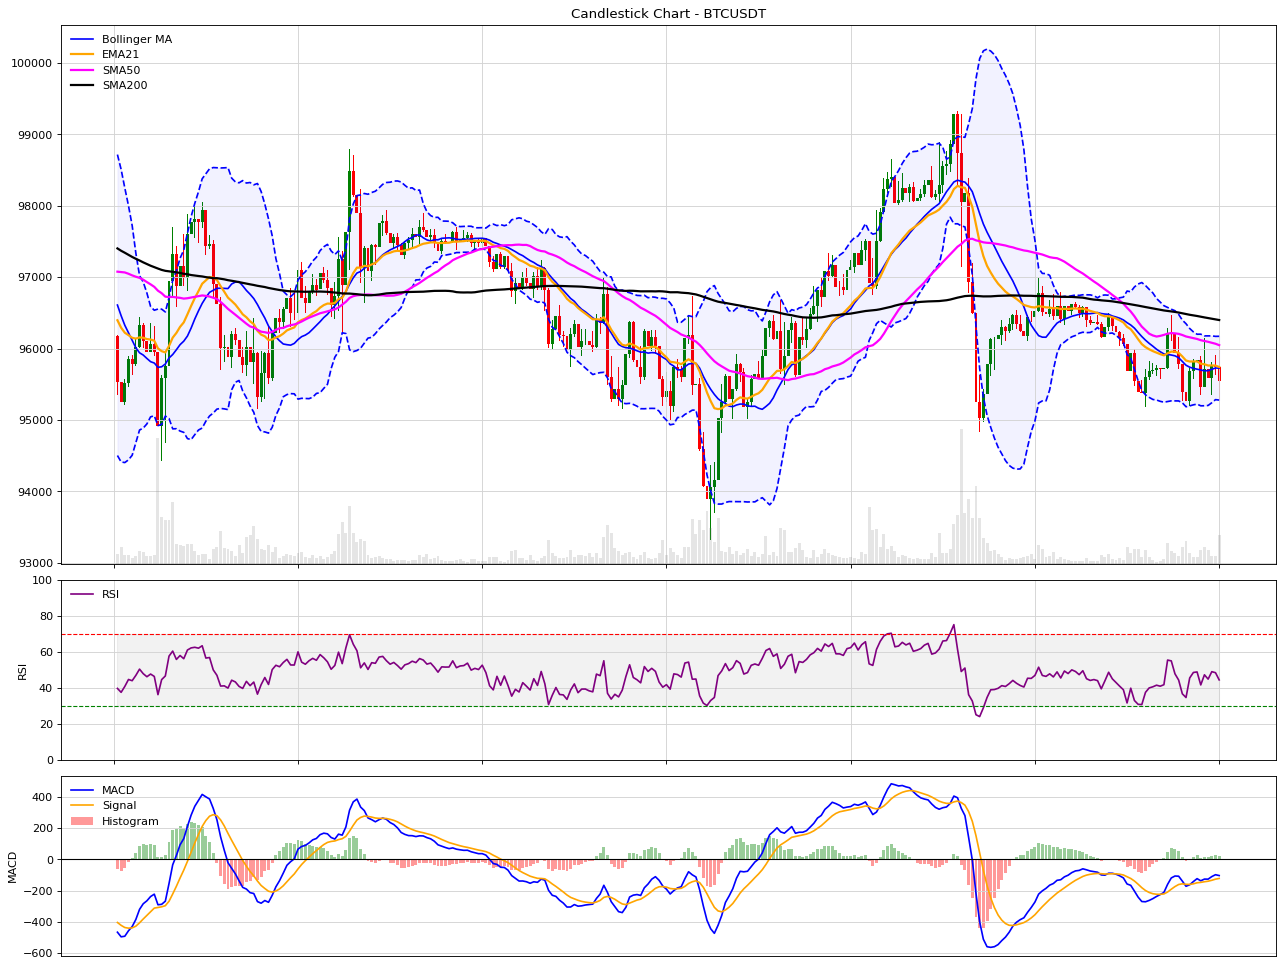 Candlestick Chart - BTCUSDT
Bollinger MA
EMA21
SMA50
SMA200
100000
99000
98000
97000
96000
95000
94000
93000
RSI
100
80
60
40
20
0
RSI
MACD
Signal
Histogram
400
200
0
−200
−400
−600
MACD